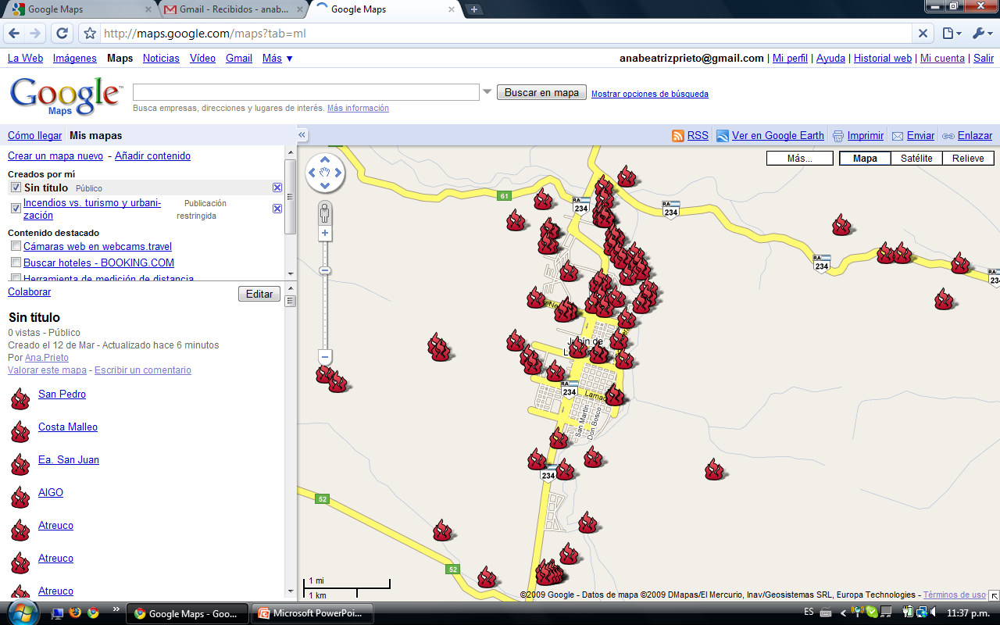 Google Maps
Gmail - Recibidos - anab...
Google Maps
http://maps.google.com/maps?tab=ml
La Web Imágenes Maps Noticias Vídeo Gmail Más ▼
anabeatrizprieto@gmail.com | Mi perfil | Ayuda | Historial web | Mi cuenta | Salir
Google™
Maps
Buscar en mapa
Mostrar opciones de búsqueda
Busca empresas, direcciones y lugares de interés. Más información
Cómo llegar Mis mapas
«
RSS Ver en Google Earth Imprimir Enviar Enlazar
Crear un mapa nuevo - Añadir contenido
Creados por mí
Sin título Público
Incendios vs. turismo y urbani-
zación
Publicación
restringida
Contenido destacado
Cámaras web en webcams.travel
Buscar hoteles - BOOKING.COM
Herramienta de medición de distancia
Colaborar
Editar
Sin título
0 vistas - Público
Creado el 12 de Mar - Actualizado hace 6 minutos
Por Ana.Prieto
Valorar este mapa - Escribir un comentario
San Pedro
Costa Malleo
Ea. San Juan
AIGO
Atreuco
Atreuco
Atreuco
Más...
Mapa
Satélite
Relieve
61
RA
234
RA
234
RA
234
RA
234
RA
234
San Martín
Don Bosco
234
52
52
1 mi
1 km
©2009 Google - Datos de mapa ©2009 DMapas/El Mercurio, Inav/Geosistemas SRL, Europa Technologies - Términos de uso
Google Maps - Goo...
Microsoft PowerPoi...
ES
11:37 p.m.